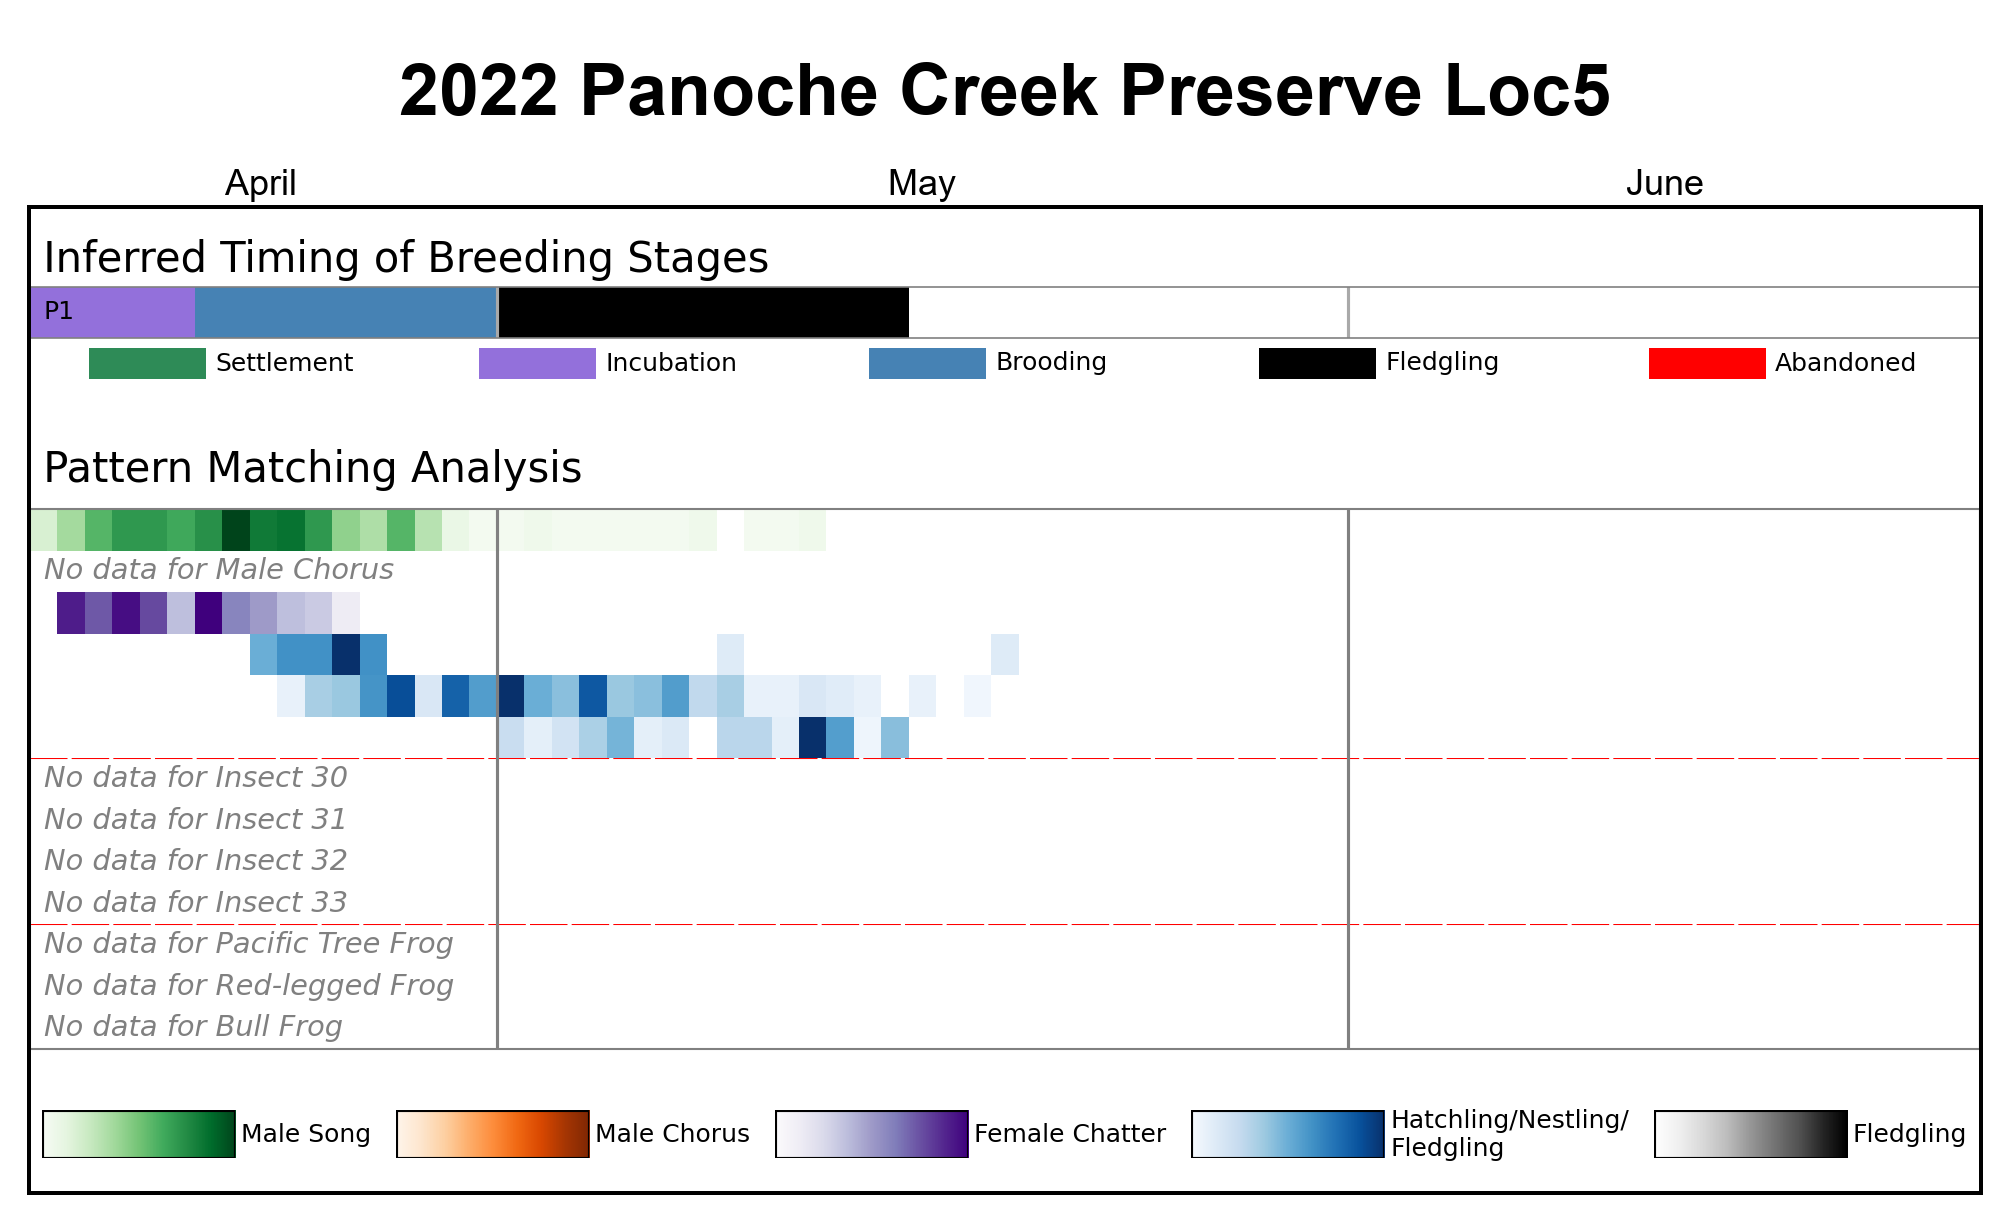 2022 Panoche Creek Preserve Loc5
April May June
Inferred Timing of Breeding Stages
P1
Settlement Incubation Brooding Fledgling Abandoned
Pattern Matching Analysis
No data for Male Chorus
No data for Insect 30
No data for Insect 31
No data for Insect 32
No data for Insect 33
No data for Pacific Tree Frog
No data for Red-legged Frog
No data for Bull Frog
Male Song Male Chorus Female Chatter Hatchling/Nestling/
Fledgling Fledgling